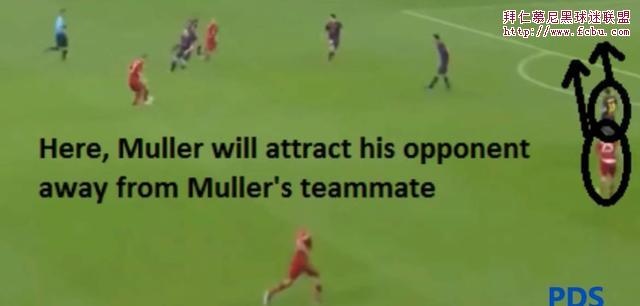 拜仁慕尼黑球迷联盟
http://www.fcbu.com
Here, Muller will attract his opponent
away from Muller's teammate
PDS